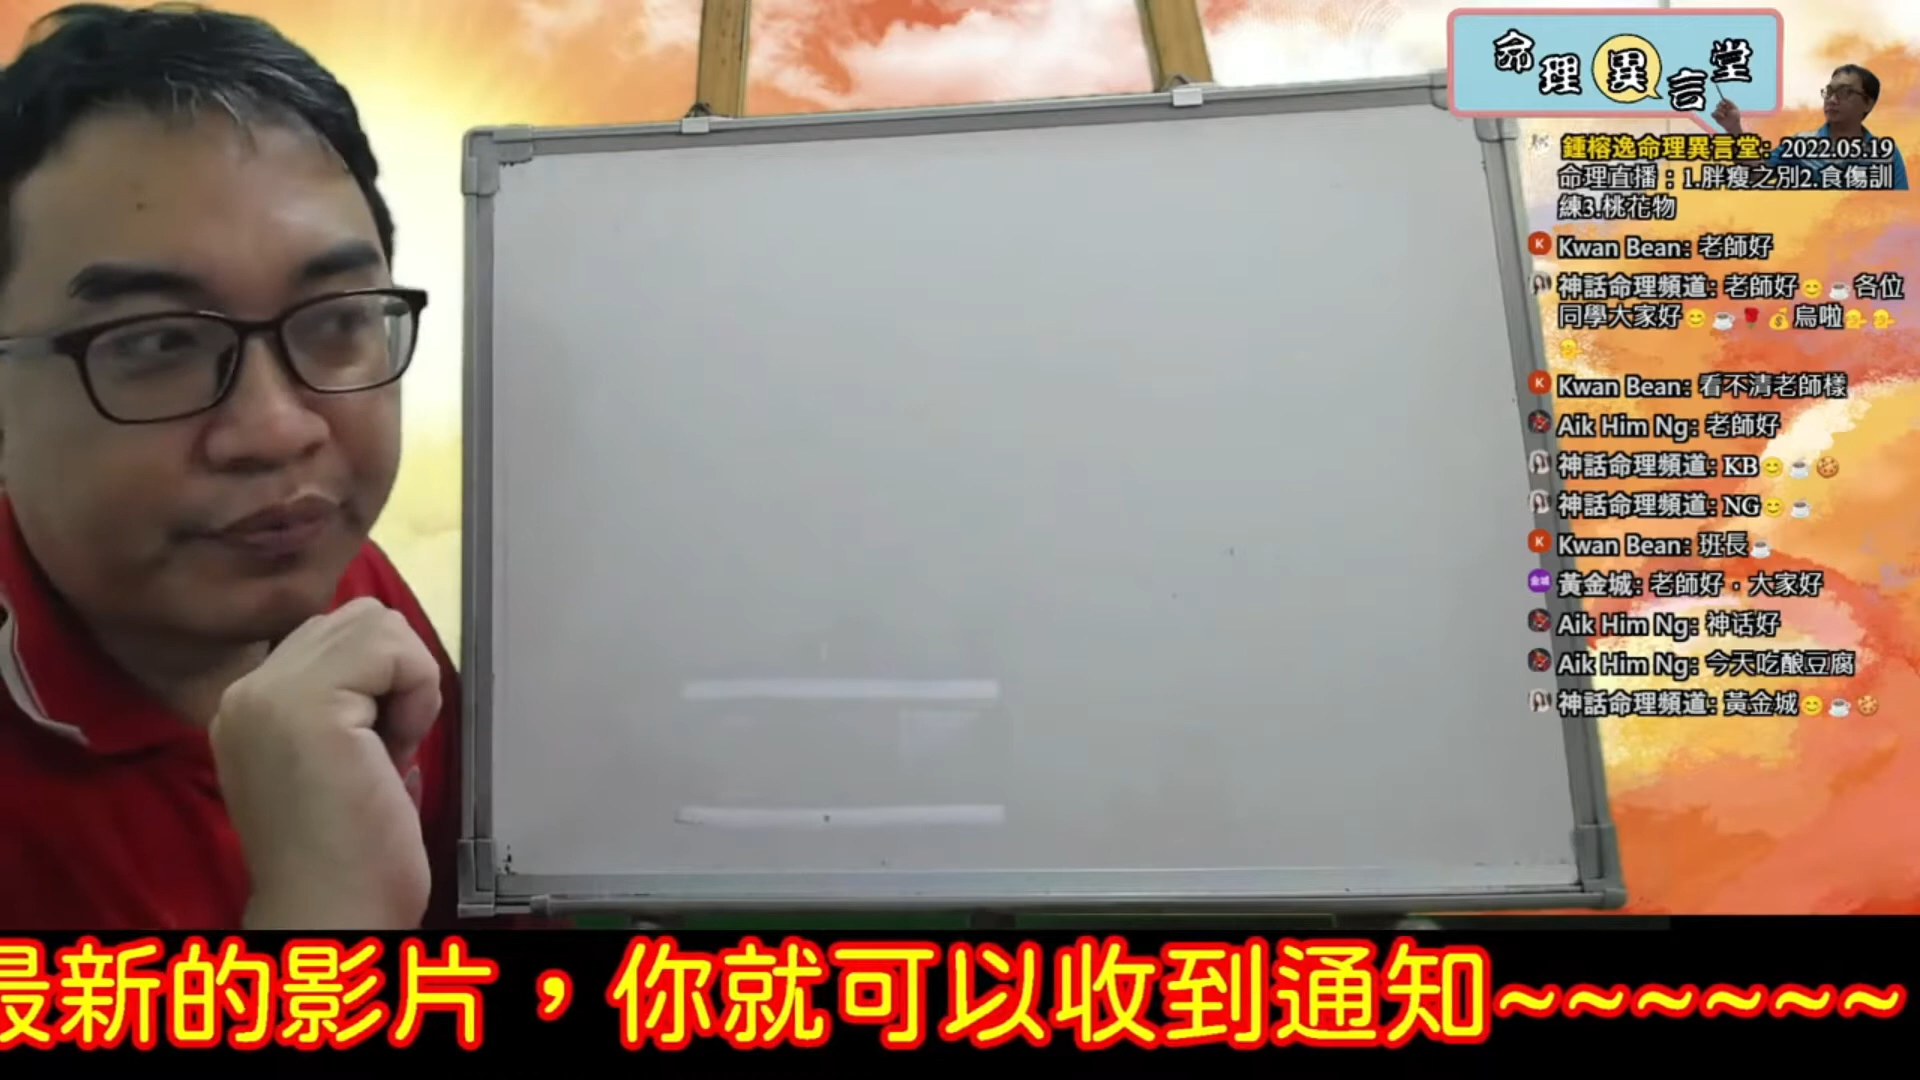 命理異言堂
鍾榕逸命理異言堂: 2022.05.19
命理直播：1.胖瘦之別2.食傷訓
練3.桃花物
Kwan Bean: 老師好
神話命理頻道: 老師好😊☕各位
同學大家好😊☕🌹💰烏啦
Kwan Bean: 看不清老師樣
Aik Him Ng: 老師好
神話命理頻道: KB😊☕🍪
神話命理頻道: NG😊☕
Kwan Bean: 班長☕
黃金城: 老師好，大家好
Aik Him Ng: 神话好
Aik Him Ng: 今天吃酿豆腐
神話命理頻道: 黃金城😊☕🍪
最新的影片，你就可以收到通知~~~~~~